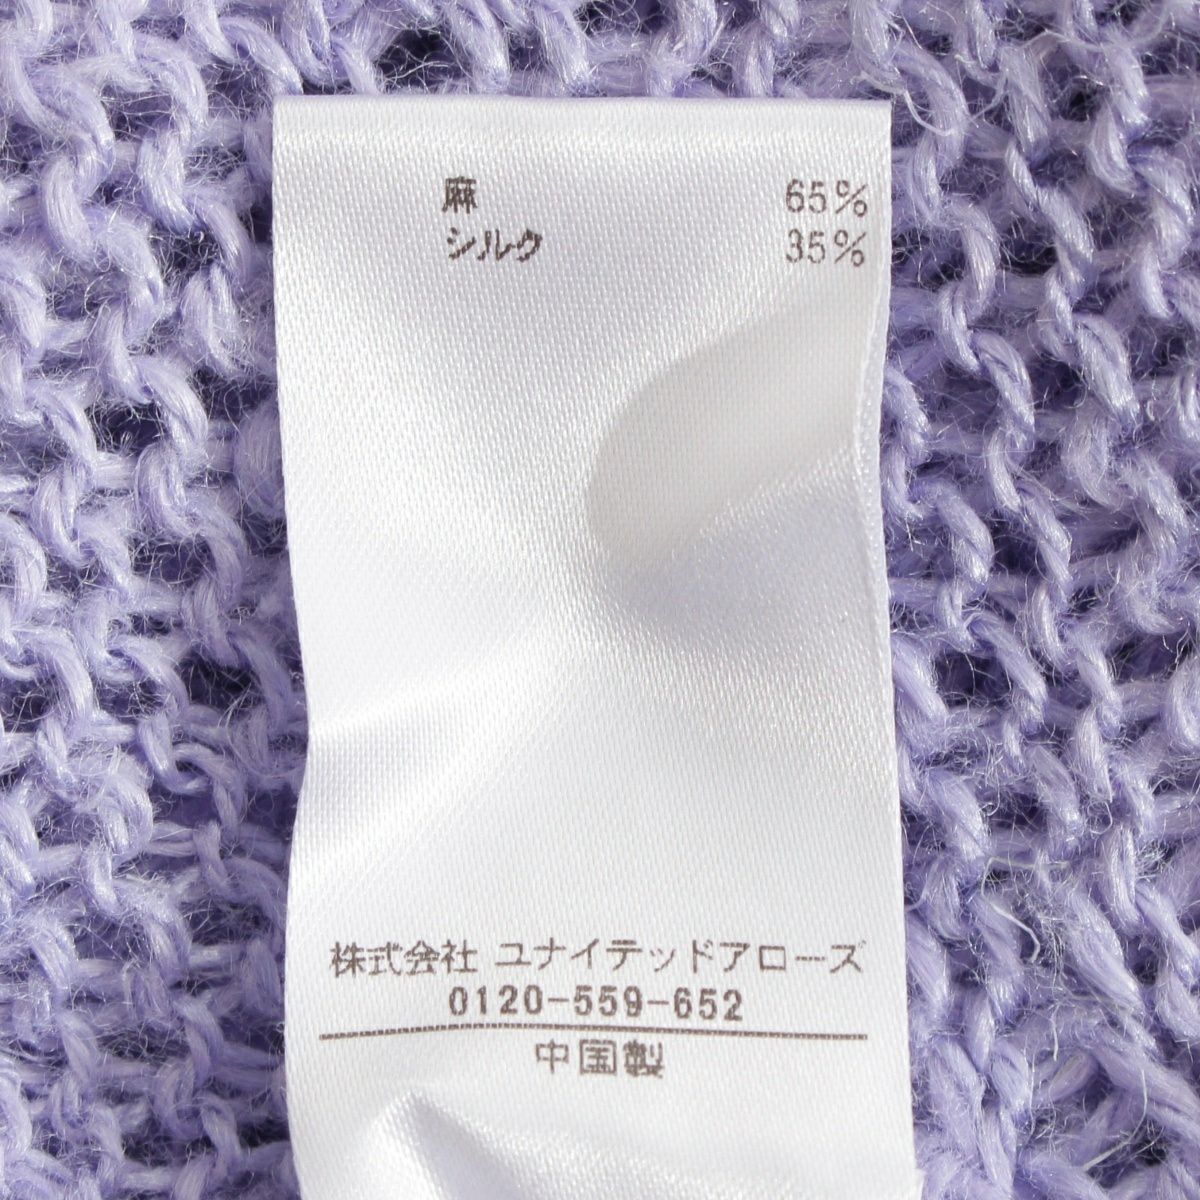 麻 65%
シルク 35%
株式会社 ユナイテッドアローズ
0120-559-652
中国製